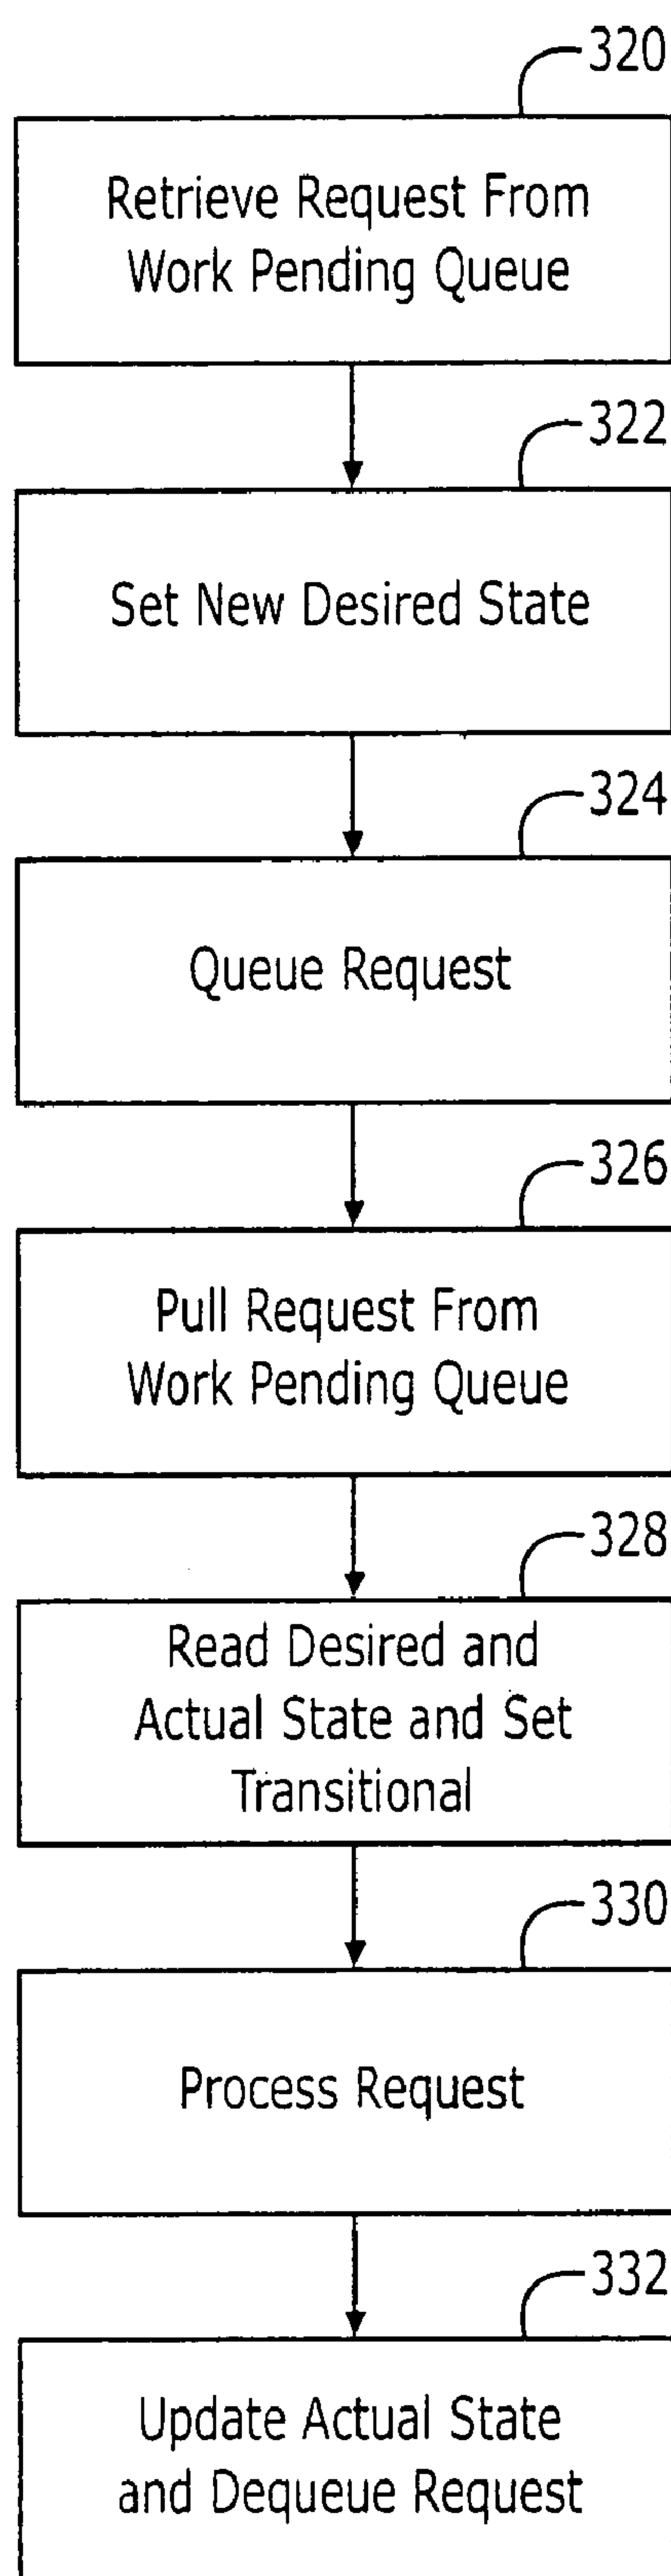 320
Retrieve Request From
Work Pending Queue
322
Set New Desired State
324
Queue Request
326
Pull Request From
Work Pending Queue
328
Read Desired and
Actual State and Set
Transitional
330
Process Request
332
Update Actual State
and Dequeue Request